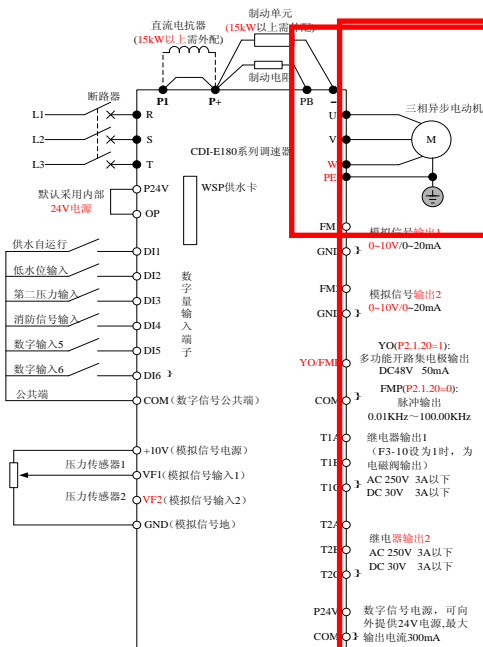 直流电抗器
(15kW以上需外配)
制动单元
(15kW以上需外配)
制动电阻
P1
P+
PB
−
断路器
L1
R
L2
S
L3
T
CDI-E180系列调速器
U
V
W
PE
三相异步电动机
M
默认采用内部
24V电源
P24V
OP
WSP供水卡
供水自运行
DI1
低水位输入
DI2
第二压力输入
DI3
消防信号输入
DI4
数字输入5
DI5
数字输入6
DI6 }
公共端
COM(数字信号公共端)
数字量输入端子
+10V(模拟信号电源)
压力传感器1
VF1(模拟信号输入1)
压力传感器2
VF2(模拟信号输入2)
GND(模拟信号地)
FM
模拟信号输出1
GND
} 0~10V/0~20mA
FM
模拟信号输出2
GND
} 0~10V/0~20mA
YO/FMP
YO(P2.1.20=1):
多功能开路集电极输出
DC48V 50mA
COM }
FMP(P2.1.20=0):
脉冲输出
0.01KHz～100.00KHz
T1A
T1B
T1C }
继电器输出1
(F3-10设为1时，为
电磁阀输出)
AC 250V 3A以下
DC 30V 3A以下
T2A
T2B
T2C }
继电器输出2
AC 250V 3A以下
DC 30V 3A以下
P24V
COM }
数字信号电源，可向
外提供24V电源,最大
输出电流300mA